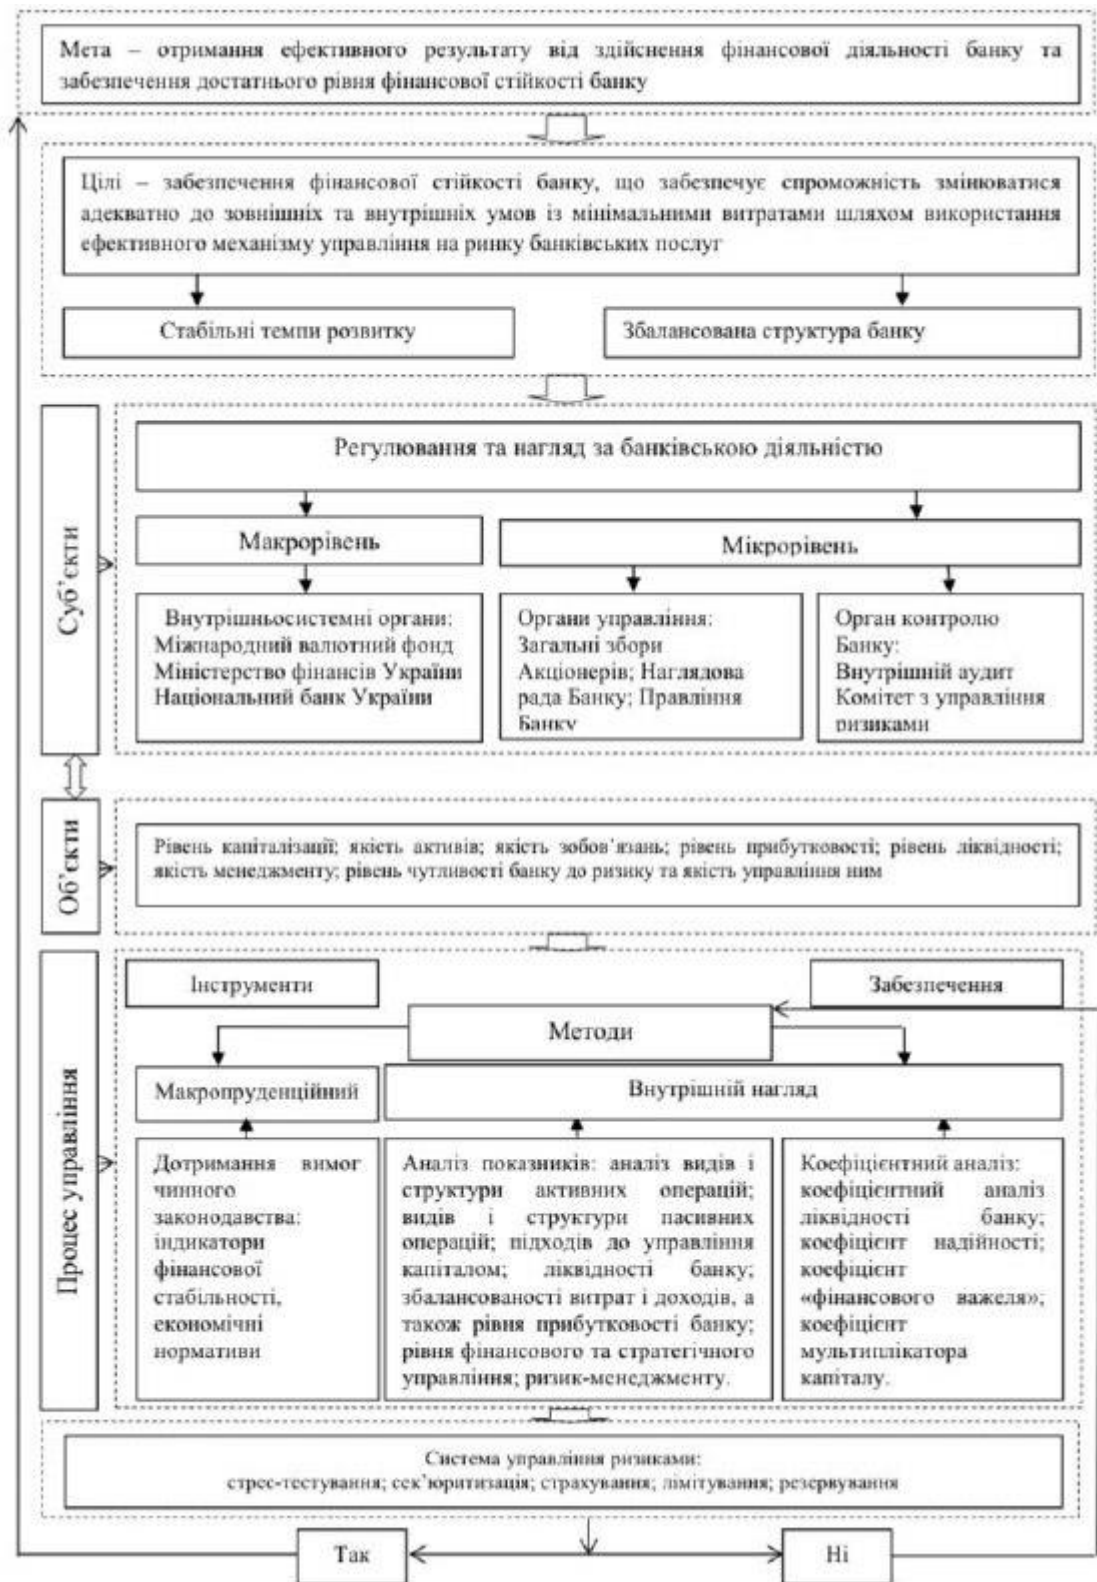 Мета – отримання ефективного результату від здійснення фінансової діяльності банку та
забезпечення достатнього рівня фінансової стійкості банку
Цілі – забезпечення фінансової стійкості банку, що забезпечує спроможність змінюватися
адекватно до зовнішніх та внутрішніх умов із мінімальними витратами шляхом використання
ефективного механізму управління на ринку банківських послуг
Стабільні темпи розвитку
Збалансована структура банку
Суб’єкти
Регулювання та нагляд за банківською діяльністю
Макрорівень
Мікрорівень
Внутрішньосистемні органи:
Міжнародний валютний фонд
Міністерство фінансів України
Національний банк України
Органи управління:
Загальні збори
Акціонерів; Наглядова
рада Банку; Правління
Банку
Орган контролю
Банку:
Внутрішній аудит
Комітет з управління
ризиками
Об’єкти
Рівень капіталізації; якість активів; якість зобов’язань; рівень прибутковості; рівень ліквідності;
якість менеджменту; рівень чутливості банку до ризику та якість управління ним
Процес управління
Інструменти
Забезпечення
Методи
Макропруденційний
Внутрішній нагляд
Дотримання вимог
чинного
законодавства:
індикатори
фінансової
стабільності,
економічні
нормативи
Аналіз показників: аналіз видів і
структури активних операцій;
видів і структури пасивних
операцій; підходів до управління
капіталом; ліквідності банку;
збалансованості витрат і доходів, а
також рівня прибутковості банку;
рівня фінансового та стратегічного
управління; ризик-менеджменту.
Коефіцієнтний аналіз:
коефіцієнтний аналіз
ліквідності банку;
коефіцієнт надійності;
коефіцієнт
«фінансового важеля»;
коефіцієнт
мультиплікатора
капіталу.
Система управління ризиками:
стрес-тестування; сек’юритизація; страхування; лімітування; резервування
Так
Ні